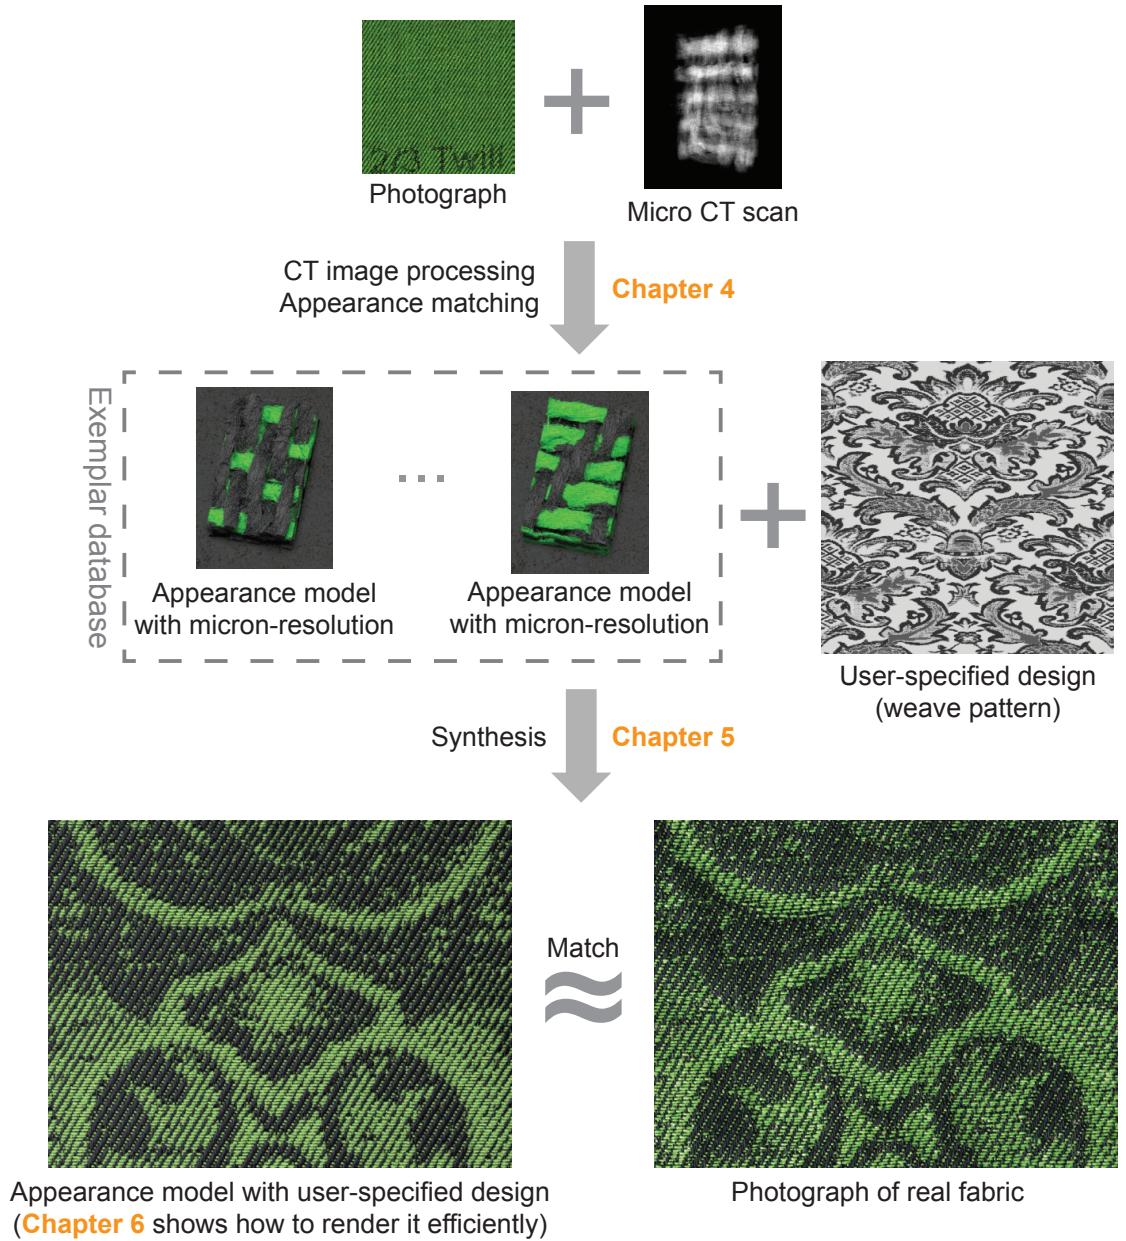 2/3 Twill
Photograph
Micro CT scan
CT image processing
Appearance matching
Chapter 4
Exemplar database
Appearance model
with micron-resolution
...
Appearance model
with micron-resolution
User-specified design
(weave pattern)
Synthesis
Chapter 5
Match
Appearance model with user-specified design
(Chapter 6 shows how to render it efficiently)
Photograph of real fabric